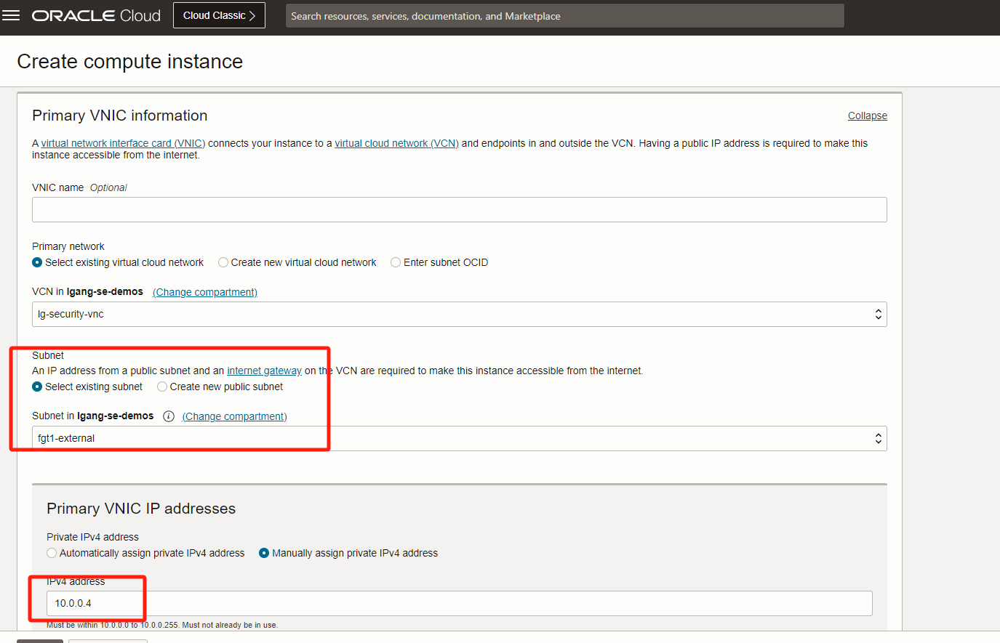 ORACLE Cloud
Cloud Classic
Search resources, services, documentation, and Marketplace
Create compute instance
Primary VNIC information
Collapse
A virtual network interface card (VNIC) connects your instance to a virtual cloud network (VCN) and endpoints in and outside the VCN. Having a public IP address is required to make this
instance accessible from the internet.
VNIC name Optional
Primary network
Select existing virtual cloud network Create new virtual cloud network Enter subnet OCID
VCN in lgang-se-demos (Change compartment)
lg-security-vnc
Subnet
An IP address from a public subnet and an internet gateway on the VCN are required to make this instance accessible from the internet.
Select existing subnet Create new public subnet
Subnet in lgang-se-demos (Change compartment)
fgt1-external
Primary VNIC IP addresses
Private IPv4 address
Automatically assign private IPv4 address Manually assign private IPv4 address
IPv4 address
10.0.0.4
Must be within 10.0.0.0 to 10.0.0.255. Must not already be in use.